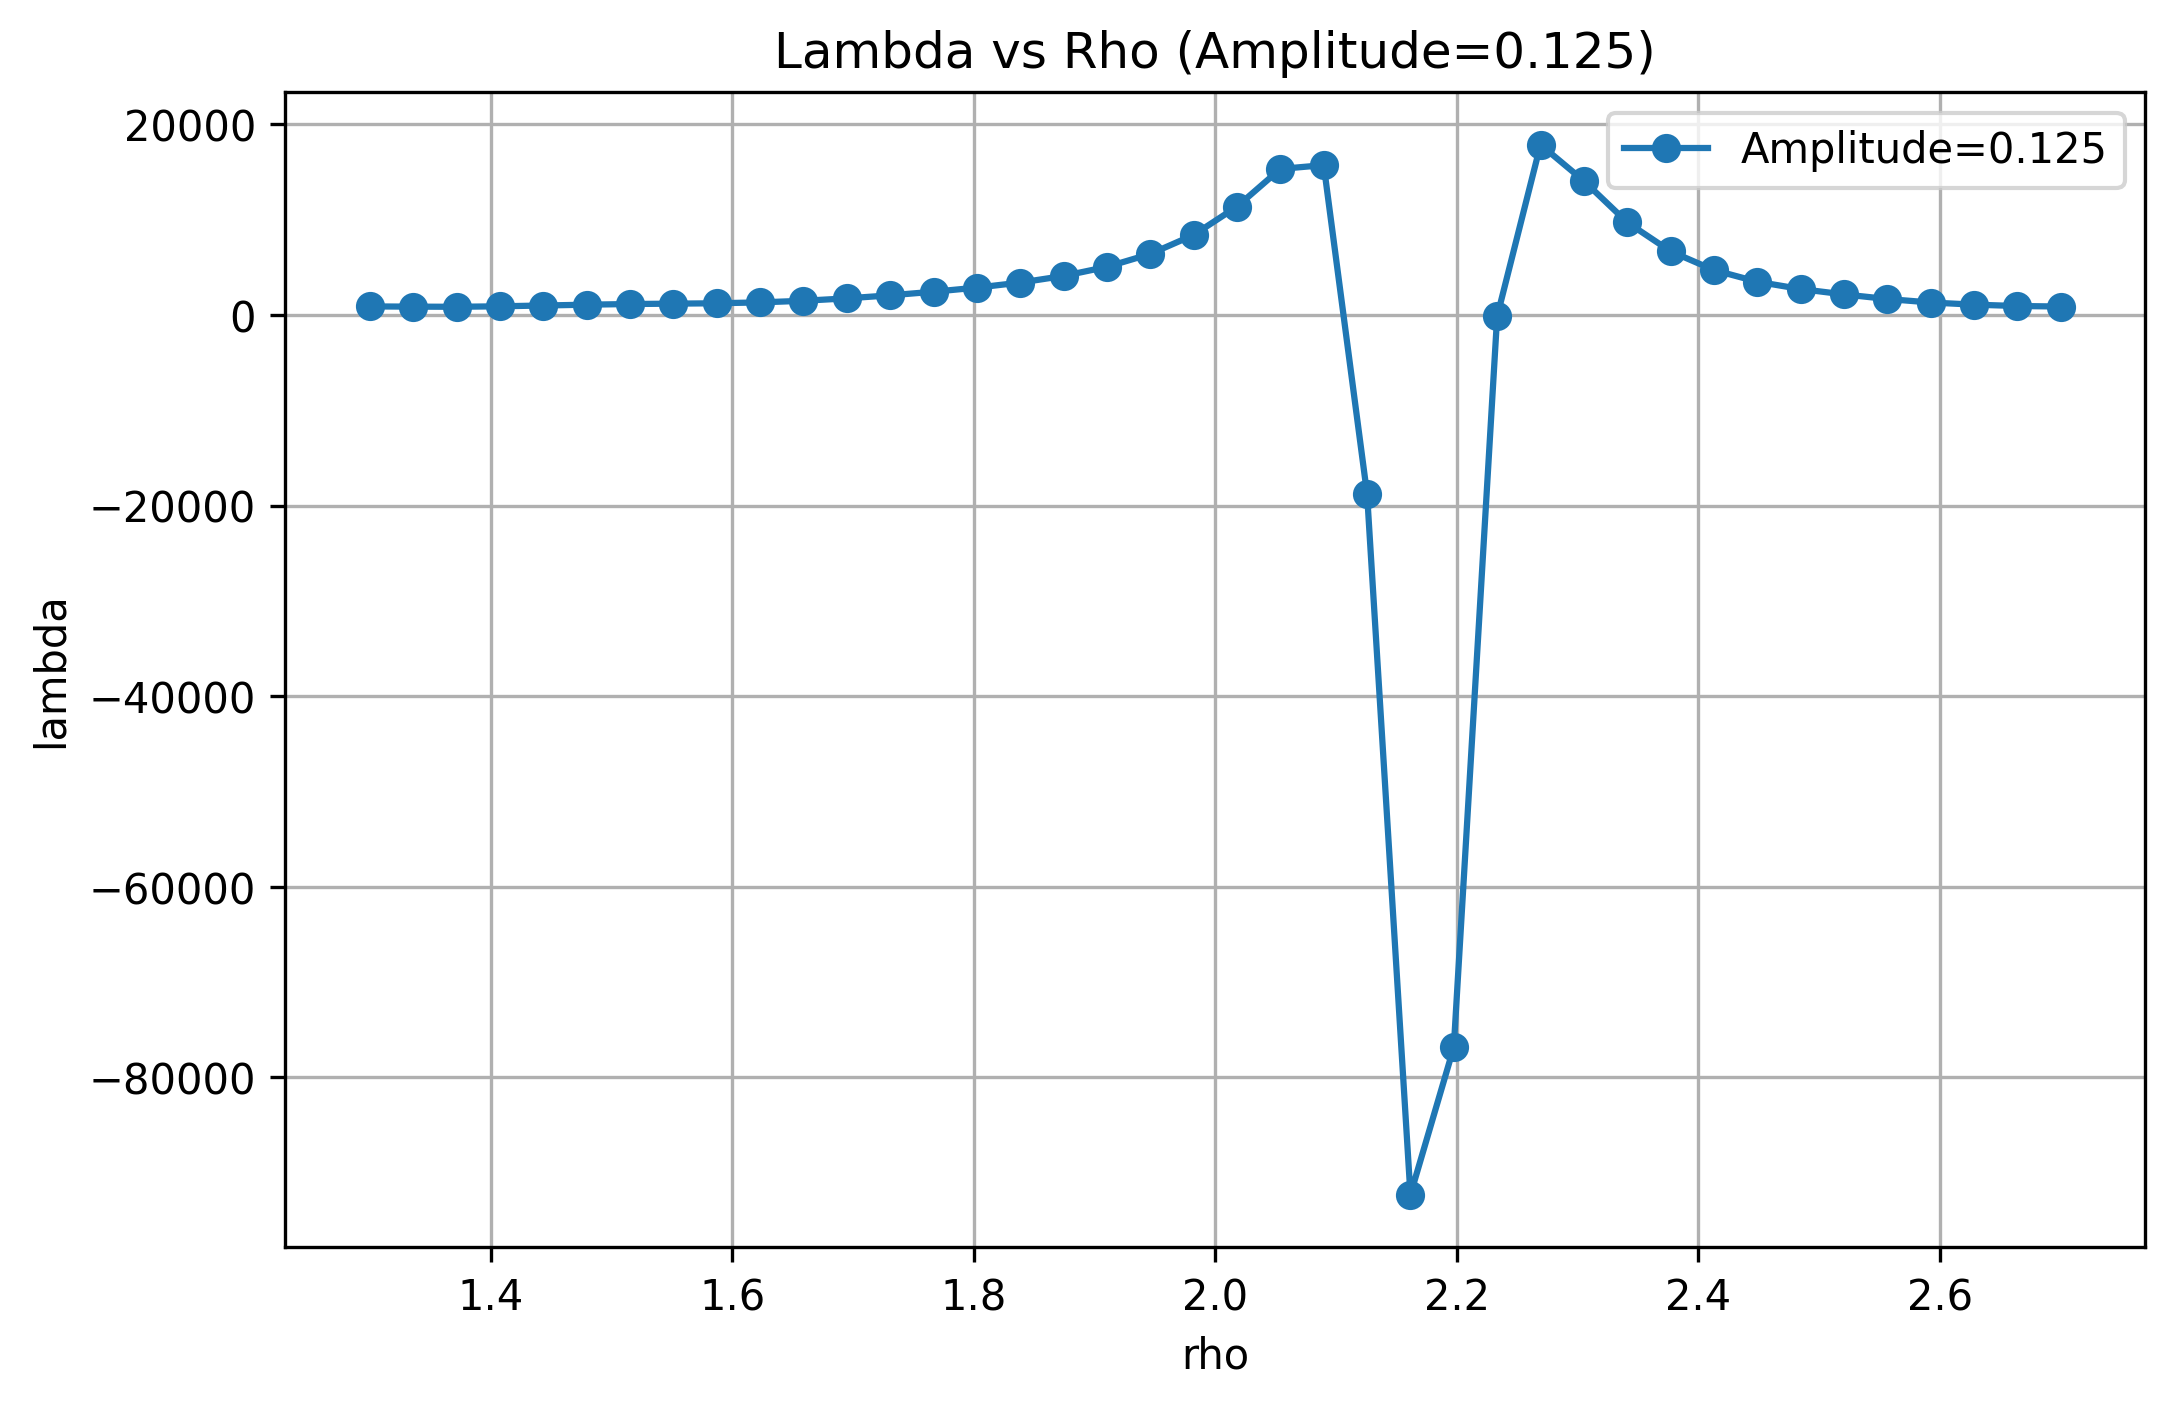 Lambda vs Rho (Amplitude=0.125)
Amplitude=0.125
20000
0
−20000
−40000
−60000
−80000
lambda
1.4 1.6 1.8 2.0 2.2 2.4 2.6
rho